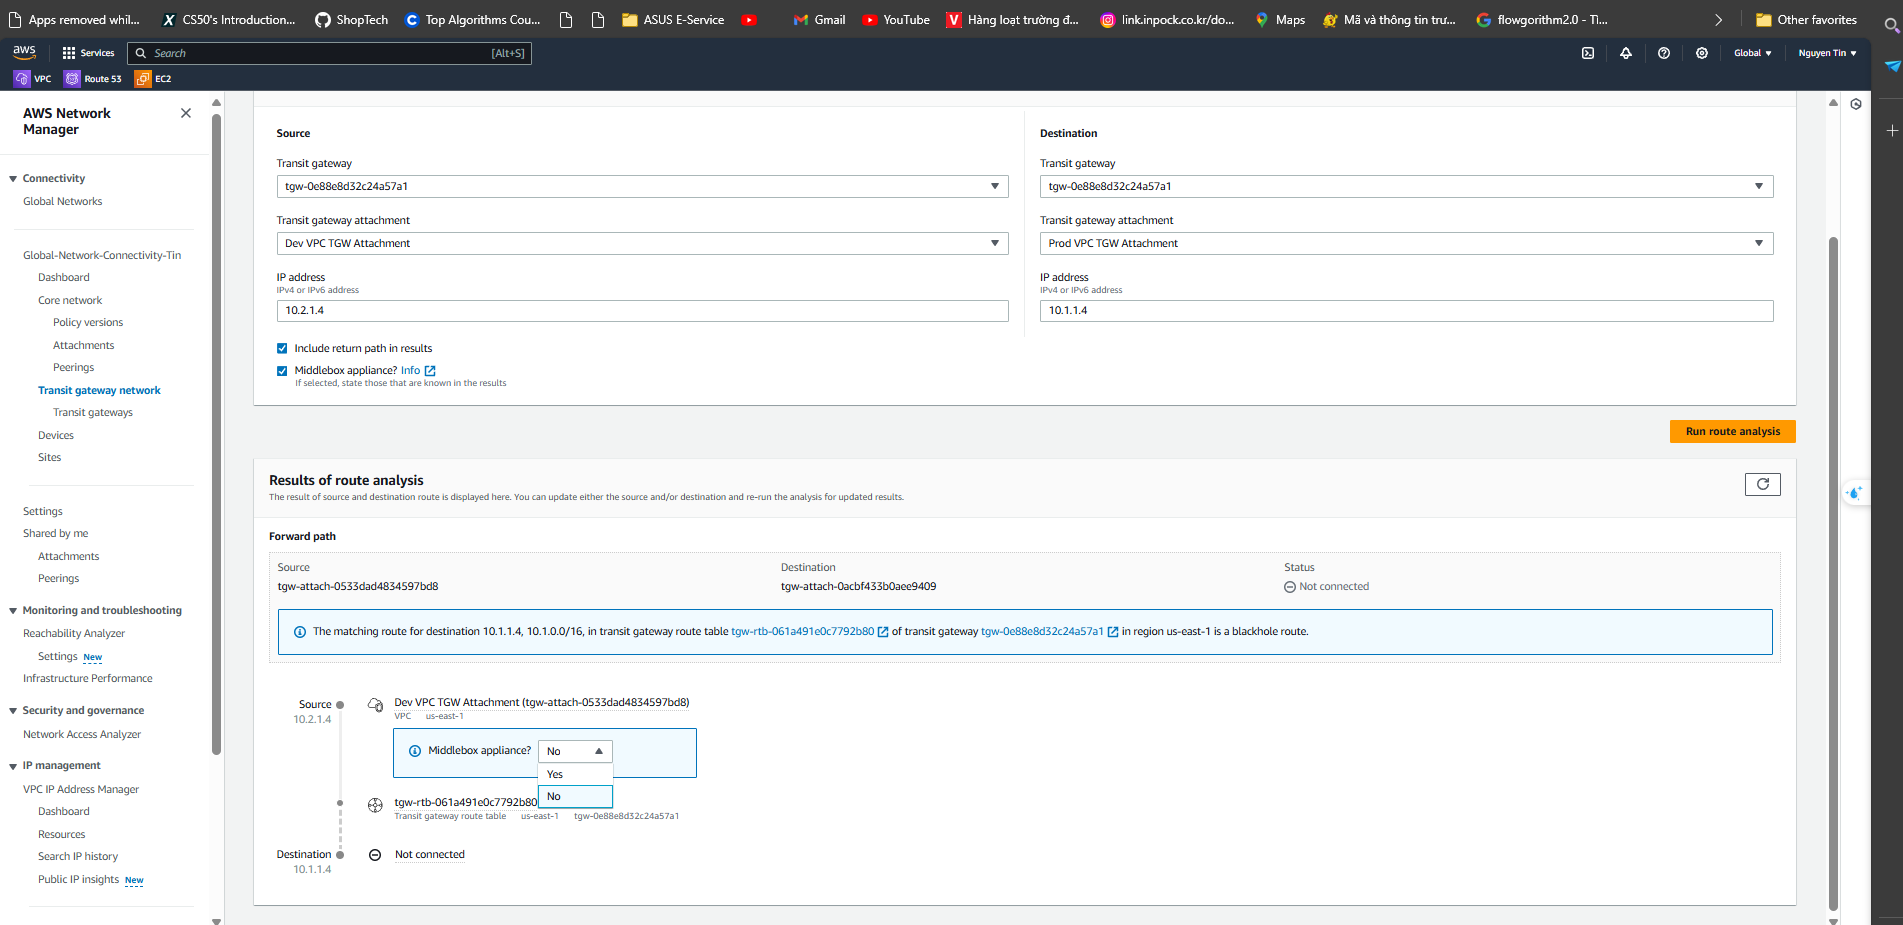 Apps removed whil...
CS50's Introduction...
ShopTech
Top Algorithms Cou...
ASUS E-Service
Gmail
YouTube
Hàng loạt trường đ...
link.inpock.co.kr/do...
Maps
Mã và thông tin trư...
flowgorithm2.0 - Ti...
Other favorites
aws
Services
Search
[Alt+S]
Global
Nguyen Tin
VPC
Route 53
EC2
AWS Network
Manager
Connectivity
Global Networks
Global-Network-Connectivity-Tin
Dashboard
Core network
Policy versions
Attachments
Peerings
Transit gateway network
Transit gateways
Devices
Sites
Settings
Shared by me
Attachments
Peerings
Monitoring and troubleshooting
Reachability Analyzer
Settings New
Infrastructure Performance
Security and governance
Network Access Analyzer
IP management
VPC IP Address Manager
Dashboard
Resources
Search IP history
Public IP insights New
Source
Transit gateway
tgw-0e88e8d32c24a57a1
Transit gateway attachment
Dev VPC TGW Attachment
IP address
IPv4 or IPv6 address
10.2.1.4
Include return path in results
Middlebox appliance? Info
If selected, state those that are known in the results
Destination
Transit gateway
tgw-0e88e8d32c24a57a1
Transit gateway attachment
Prod VPC TGW Attachment
IP address
IPv4 or IPv6 address
10.1.1.4
Run route analysis
Results of route analysis
The result of source and destination route is displayed here. You can update either the source and/or destination and re-run the analysis for updated results.
Forward path
Source
tgw-attach-0533dad4834597bd8
Destination
tgw-attach-0acbf433b0aee9409
Status
Not connected
The matching route for destination 10.1.1.4, 10.1.0.0/16, in transit gateway route table tgw-rtb-061a491e0c7792b80 of transit gateway tgw-0e88e8d32c24a57a1 in region us-east-1 is a blackhole route.
Source
10.2.1.4
Dev VPC TGW Attachment (tgw-attach-0533dad4834597bd8)
VPC us-east-1
Middlebox appliance? No
Yes
No
tgw-rtb-061a491e0c7792b80
Transit gateway route table us-east-1 tgw-0e88e8d32c24a57a1
Destination
10.1.1.4
Not connected